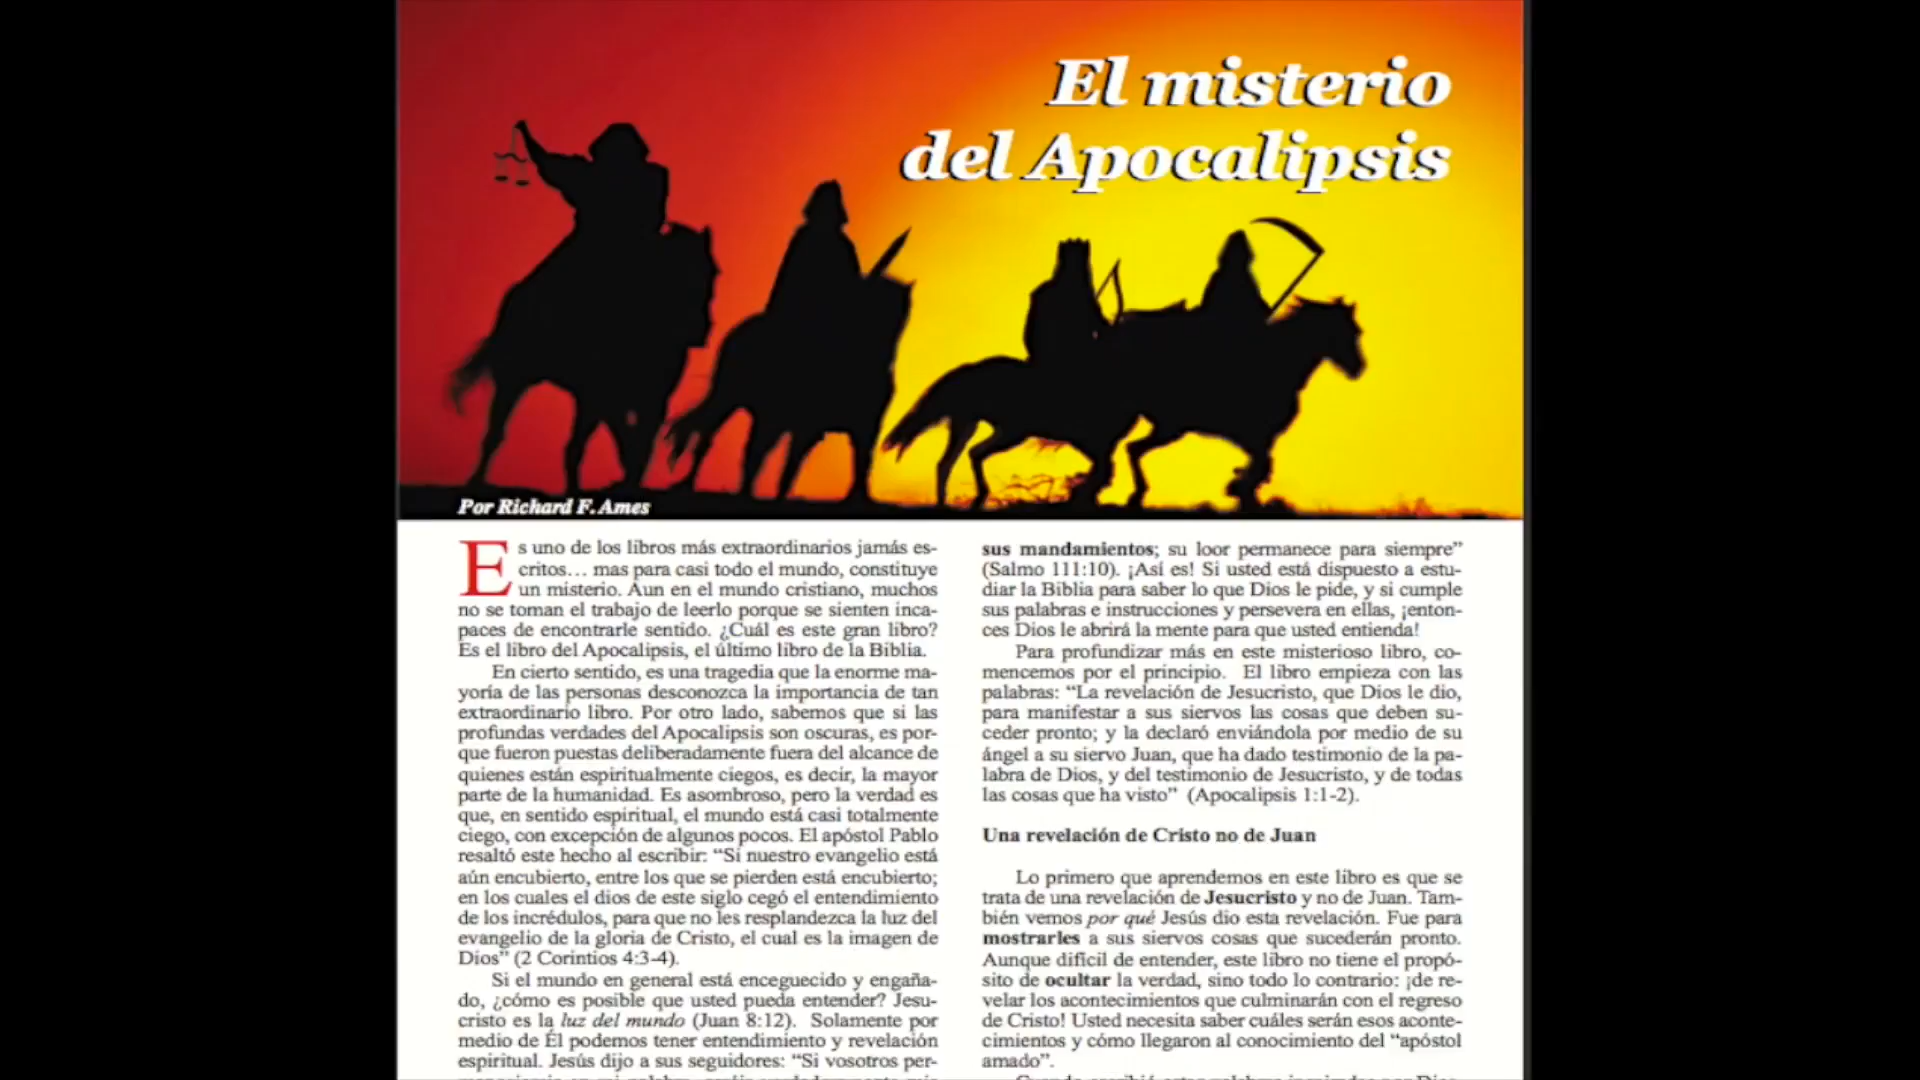 El misterio
del Apocalipsis
Por Richard F. Ames
Es uno de los libros más extraordinarios jamás es-
critos… mas para casi todo el mundo, constituye
un misterio. Aun en el mundo cristiano, muchos
no se toman el trabajo de leerlo porque se sienten inca-
paces de encontrarle sentido. ¿Cuál es este gran libro?
Es el libro del Apocalipsis, el último libro de la Biblia.
En cierto sentido, es una tragedia que la enorme ma-
yoría de las personas desconozca la importancia de tan
extraordinario libro. Por otro lado, sabemos que si las
profundas verdades del Apocalipsis son oscuras, es por-
que fueron puestas deliberadamente fuera del alcance de
quienes están espiritualmente ciegos, es decir, la mayor
parte de la humanidad. Es asombroso, pero la verdad es
que, en sentido espiritual, el mundo está casi totalmente
ciego, con excepción de algunos pocos. El apóstol Pablo
resaltó este hecho al escribir: “Si nuestro evangelio está
aún encubierto, entre los que se pierden está encubierto;
en los cuales el dios de este siglo cegó el entendimiento
de los incrédulos, para que no les resplandezca la luz del
evangelio de la gloria de Cristo, el cual es la imagen de
Dios” (2 Corintios 4:3-4).
Si el mundo en general está enceguecido y engaña-
do, ¿cómo es posible que usted pueda entender? Jesu-
cristo es la luz del mundo (Juan 8:12). Solamente por
medio de Él podemos tener entendimiento y revelación
espiritual. Jesús dijo a sus seguidores: “Si vosotros per-
sus mandamientos; su loor permanece para siempre”
(Salmo 111:10). ¡Así es! Si usted está dispuesto a estu-
diar la Biblia para saber lo que Dios le pide, y si cumple
sus palabras e instrucciones y persevera en ellas, ¡enton-
ces Dios le abrirá la mente para que usted entienda!
Para profundizar más en este misterioso libro, co-
mencemos por el principio. El libro empieza con las
palabras: “La revelación de Jesucristo, que Dios le dio,
para manifestar a sus siervos las cosas que deben su-
ceder pronto; y la declaró enviándola por medio de su
ángel a su siervo Juan, que ha dado testimonio de la pa-
labra de Dios, y del testimonio de Jesucristo, y de todas
las cosas que ha visto” (Apocalipsis 1:1-2).
Una revelación de Cristo no de Juan
Lo primero que aprendemos en este libro es que se
trata de una revelación de Jesucristo y no de Juan. Tam-
bién vemos por qué Jesús dio esta revelación. Fue para
mostrarles a sus siervos cosas que sucederán pronto.
Aunque difícil de entender, este libro no tiene el propó-
sito de ocultar la verdad, sino todo lo contrario: ¡de re-
velar los acontecimientos que culminarán con el regreso
de Cristo! Usted necesita saber cuáles serán esos aconte-
cimientos y cómo llegaron al conocimiento del “apóstol
amado”.